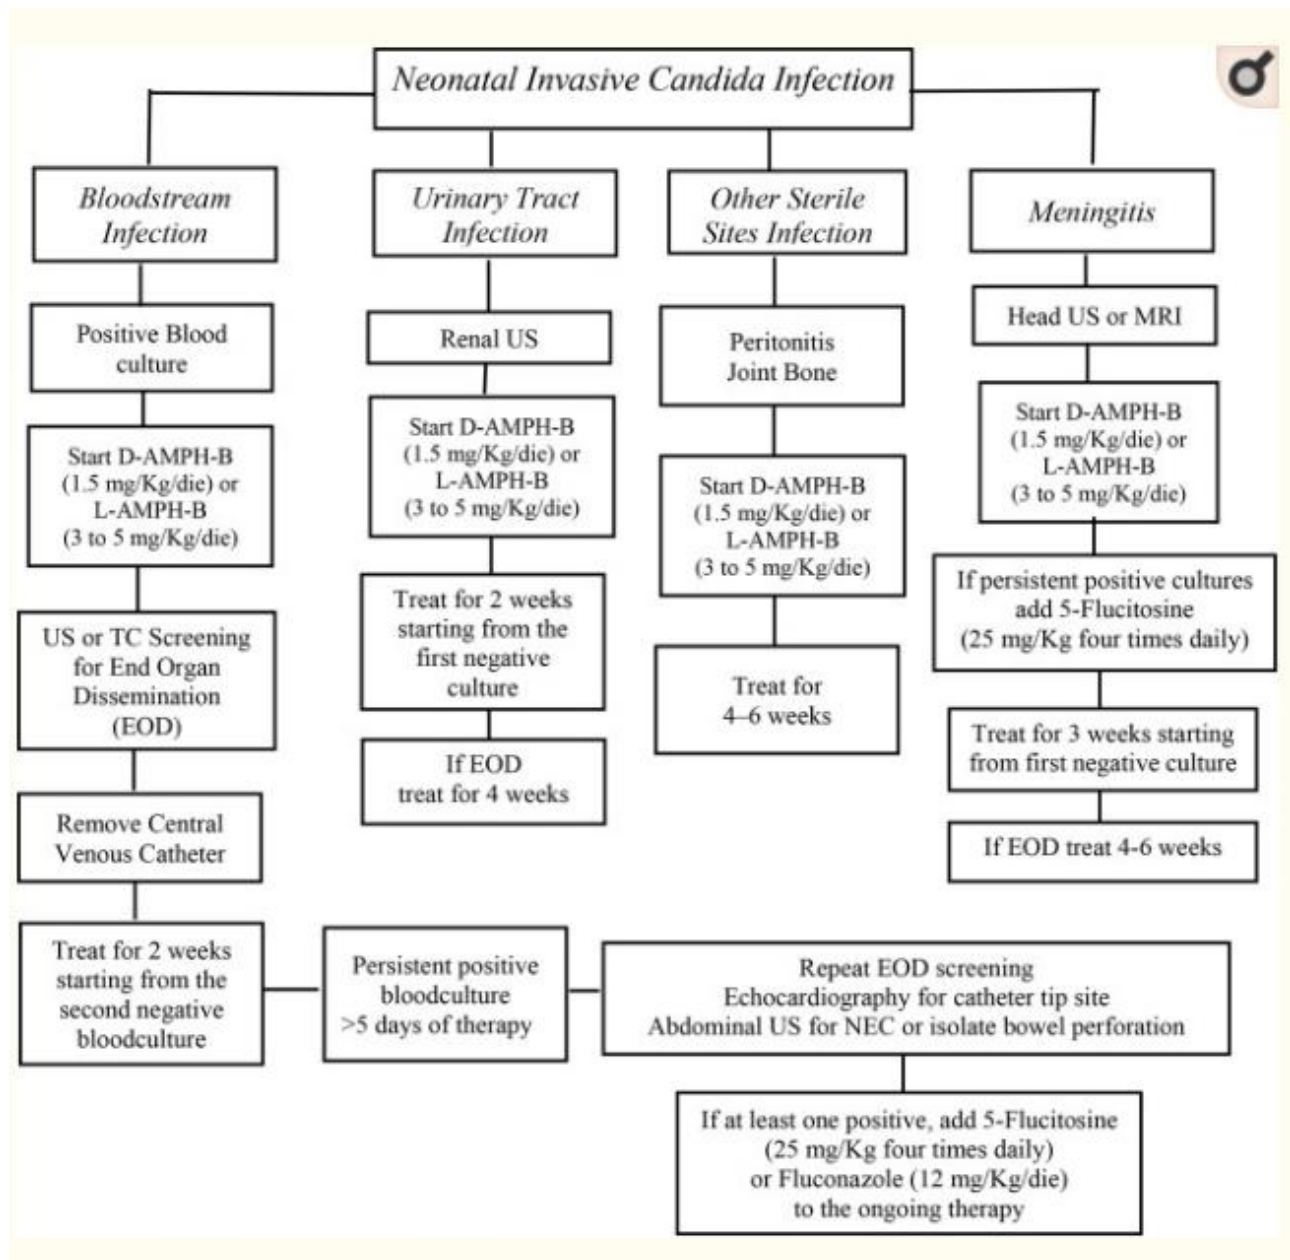 Neonatal Invasive Candida Infection
Bloodstream
Infection
Positive Blood
culture
Start D-AMPH-B
(1.5 mg/Kg/die) or
L-AMPH-B
(3 to 5 mg/Kg/die)
US or TC Screening
for End Organ
Dissemination
(EOD)
Remove Central
Venous Catheter
Treat for 2 weeks
starting from the
second negative
bloodculture
Persistent positive
bloodculture
>5 days of therapy
Repeat EOD screening
Echocardiography for catheter tip site
Abdominal US for NEC or isolate bowel perforation
If at least one positive, add 5-Flucitosine
(25 mg/Kg four times daily)
or Fluconazole (12 mg/Kg/die)
to the ongoing therapy
Urinary Tract
Infection
Renal US
Start D-AMPH-B
(1.5 mg/Kg/die) or
L-AMPH-B
(3 to 5 mg/Kg/die)
Treat for 2 weeks
starting from the
first negative
culture
If EOD
treat for 4 weeks
Other Sterile
Sites Infection
Peritonitis
Joint Bone
Start D-AMPH-B
(1.5 mg/Kg/die) or
L-AMPH-B
(3 to 5 mg/Kg/die)
Treat for
4–6 weeks
Meningitis
Head US or MRI
Start D-AMPH-B
(1.5 mg/Kg/die) or
L-AMPH-B
(3 to 5 mg/Kg/die)
If persistent positive cultures
add 5-Flucitosine
(25 mg/Kg four times daily)
Treat for 3 weeks starting
from first negative culture
If EOD treat 4-6 weeks